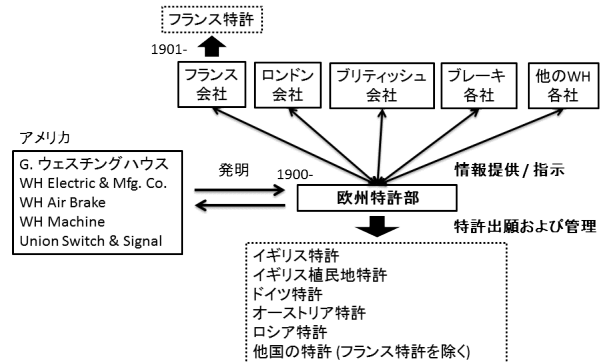 フランス特許
1901-
フランス
会社
ロンドン
会社
ブリティッシュ
会社
ブレーキ
各社
他のWH
各社
アメリカ
G. ウェスチングハウス
WH Electric & Mfg. Co.
WH Air Brake
WH Machine
Union Switch & Signal
発明
1900-
欧州特許部
情報提供 / 指示
特許出願および管理
イギリス特許
イギリス植民地特許
ドイツ特許
オーストリア特許
ロシア特許
他国の特許 (フランス特許を除く)